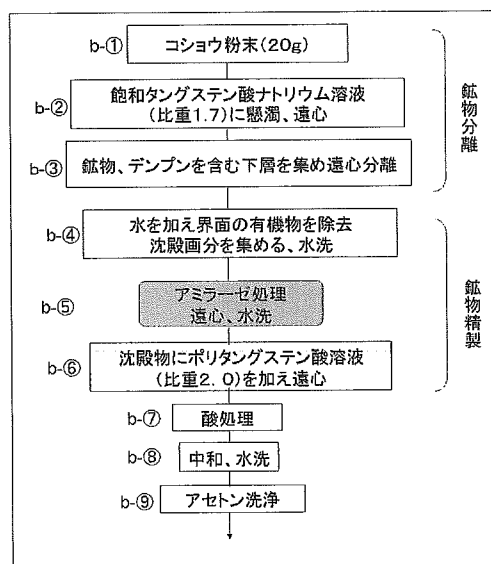 b-① コショウ粉末(20g)
b-② 飽和タングステン酸ナトリウム溶液
(比重1.7)に懸濁、遠心
b-③ 鉱物、デンプンを含む下層を集め遠心分離
鉱物分離
b-④ 水を加え界面の有機物を除去
沈殿画分を集める、水洗
b-⑤ アミラーゼ処理
遠心、水洗
b-⑥ 沈殿物にポリタングステン酸溶液
(比重2.0)を加え遠心
鉱物精製
b-⑦ 酸処理
b-⑧ 中和、水洗
b-⑨ アセトン洗浄